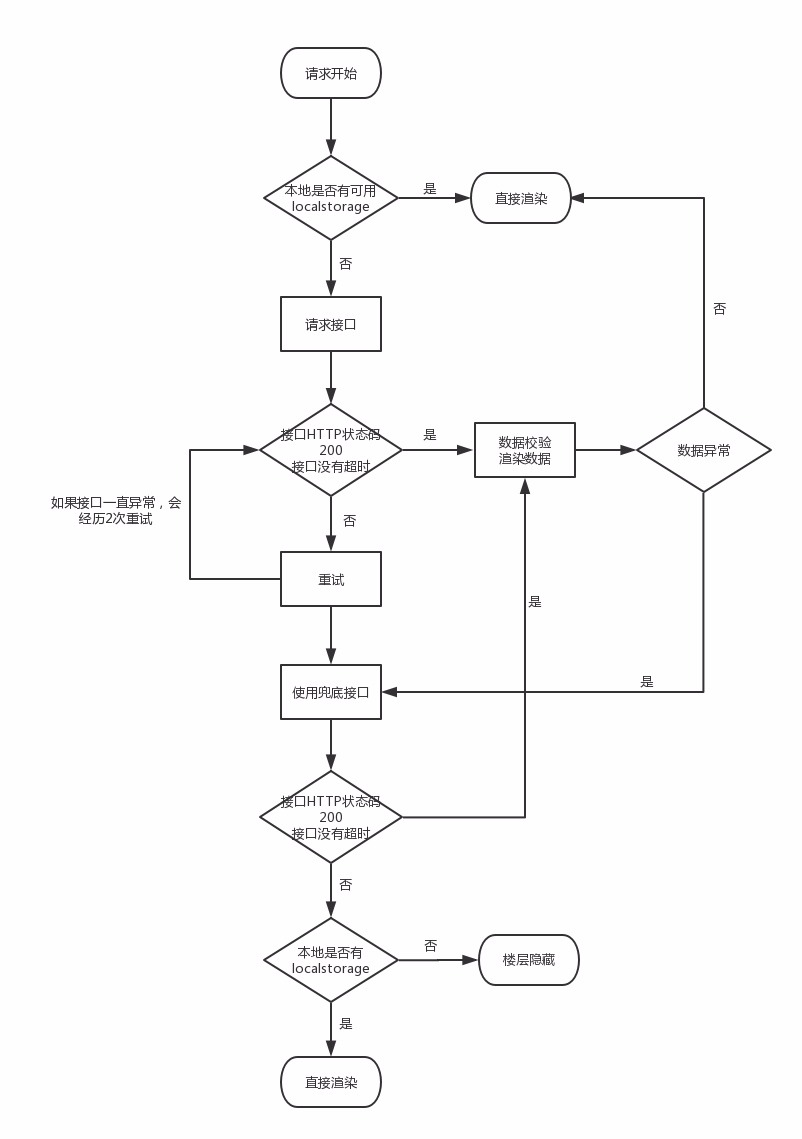 请求开始
本地是否有可用
localstorage
是
直接渲染
否
请求接口
否
接口HTTP状态码
200
接口没有超时
是
数据校验
渲染数据
数据异常
如果接口一直异常，会
经历2次重试
否
重试
是
使用兜底接口
是
接口HTTP状态码
200
接口没有超时
否
本地是否有
localstorage
否
楼层隐藏
是
直接渲染